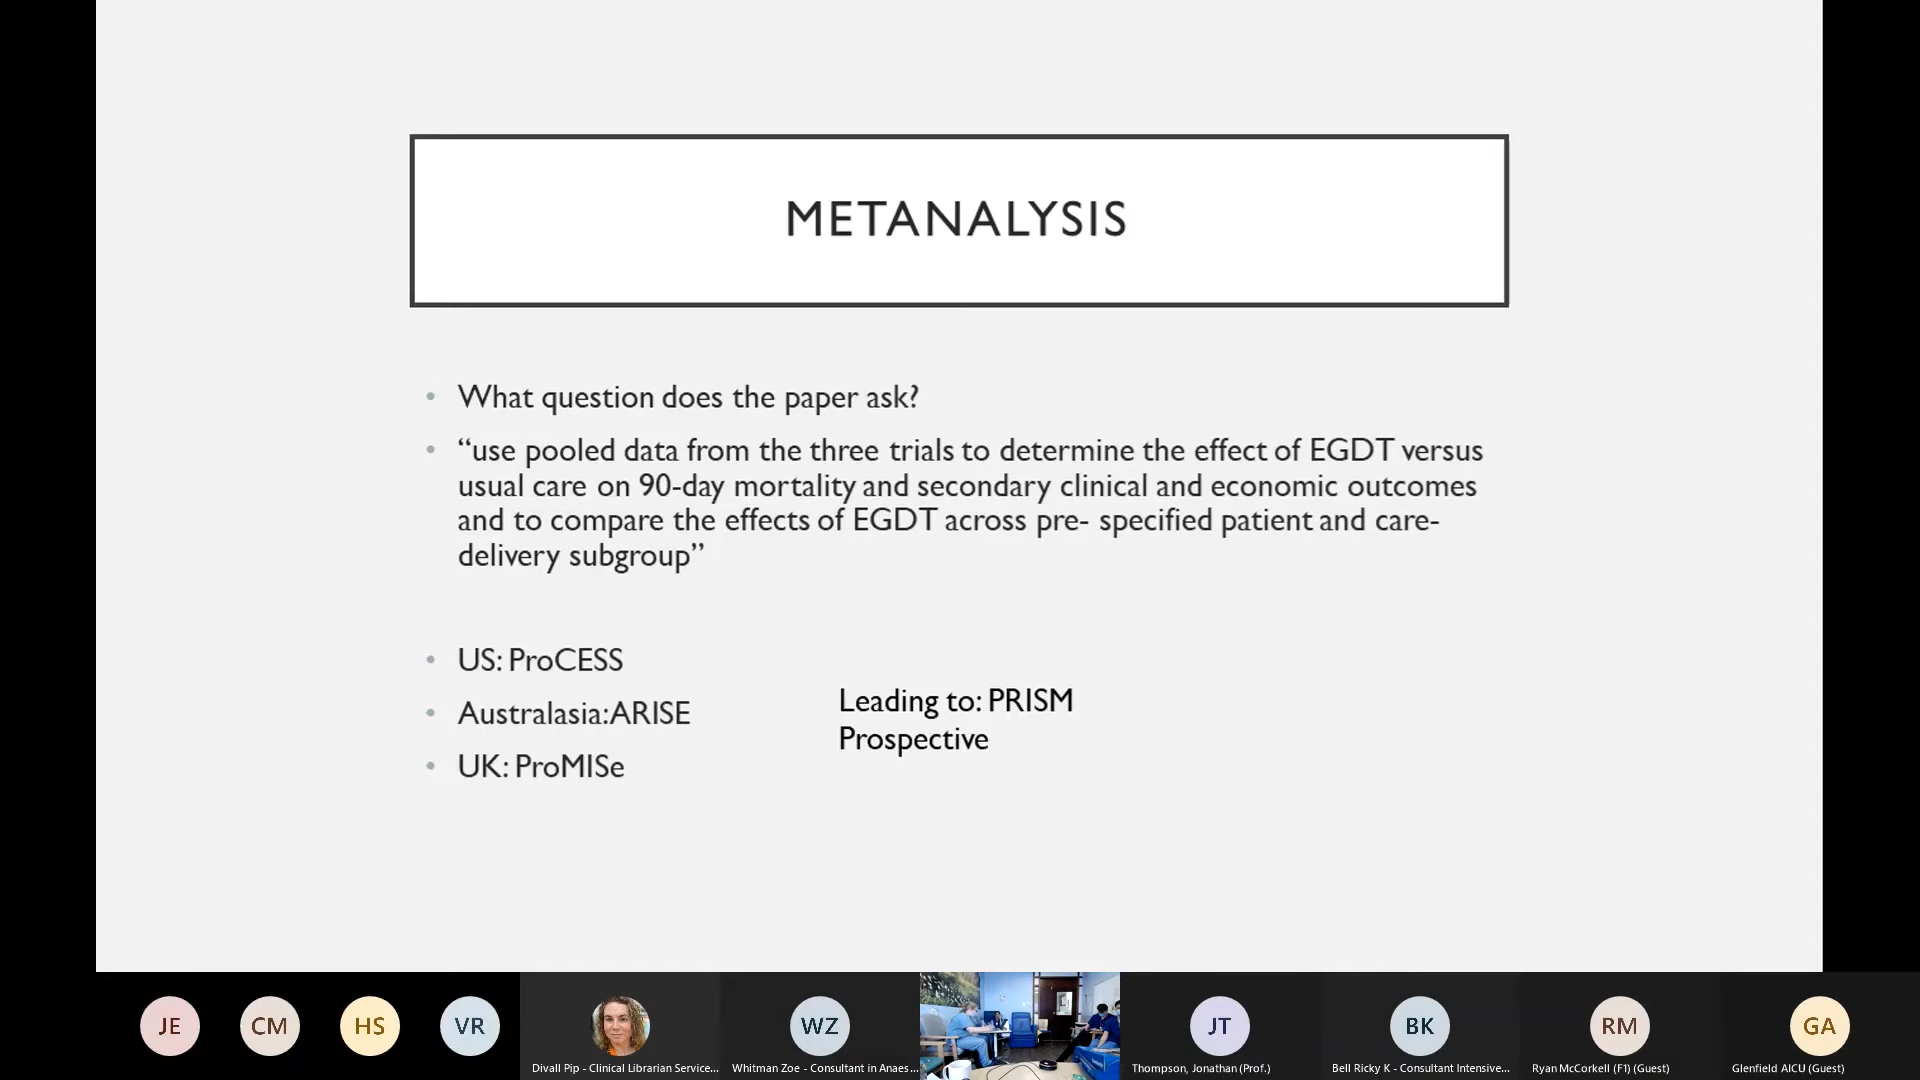 METANALYSIS
• What question does the paper ask?
• “use pooled data from the three trials to determine the effect of EGDT versus
usual care on 90-day mortality and secondary clinical and economic outcomes
and to compare the effects of EGDT across pre- specified patient and care-
delivery subgroup”
• US: ProCESS
• Australasia:ARISE
• UK: ProMISe
Leading to: PRISM
Prospective
JE
CM
HS
VR
WZ
JT
BK
RM
GA
Divall Pip - Clinical Librarian Service...
Whitman Zoe - Consultant in Anaes...
Thompson, Jonathan (Prof.)
Bell Ricky K - Consultant Intensive...
Ryan McCorkell (F1) (Guest)
Glenfield AICU (Guest)